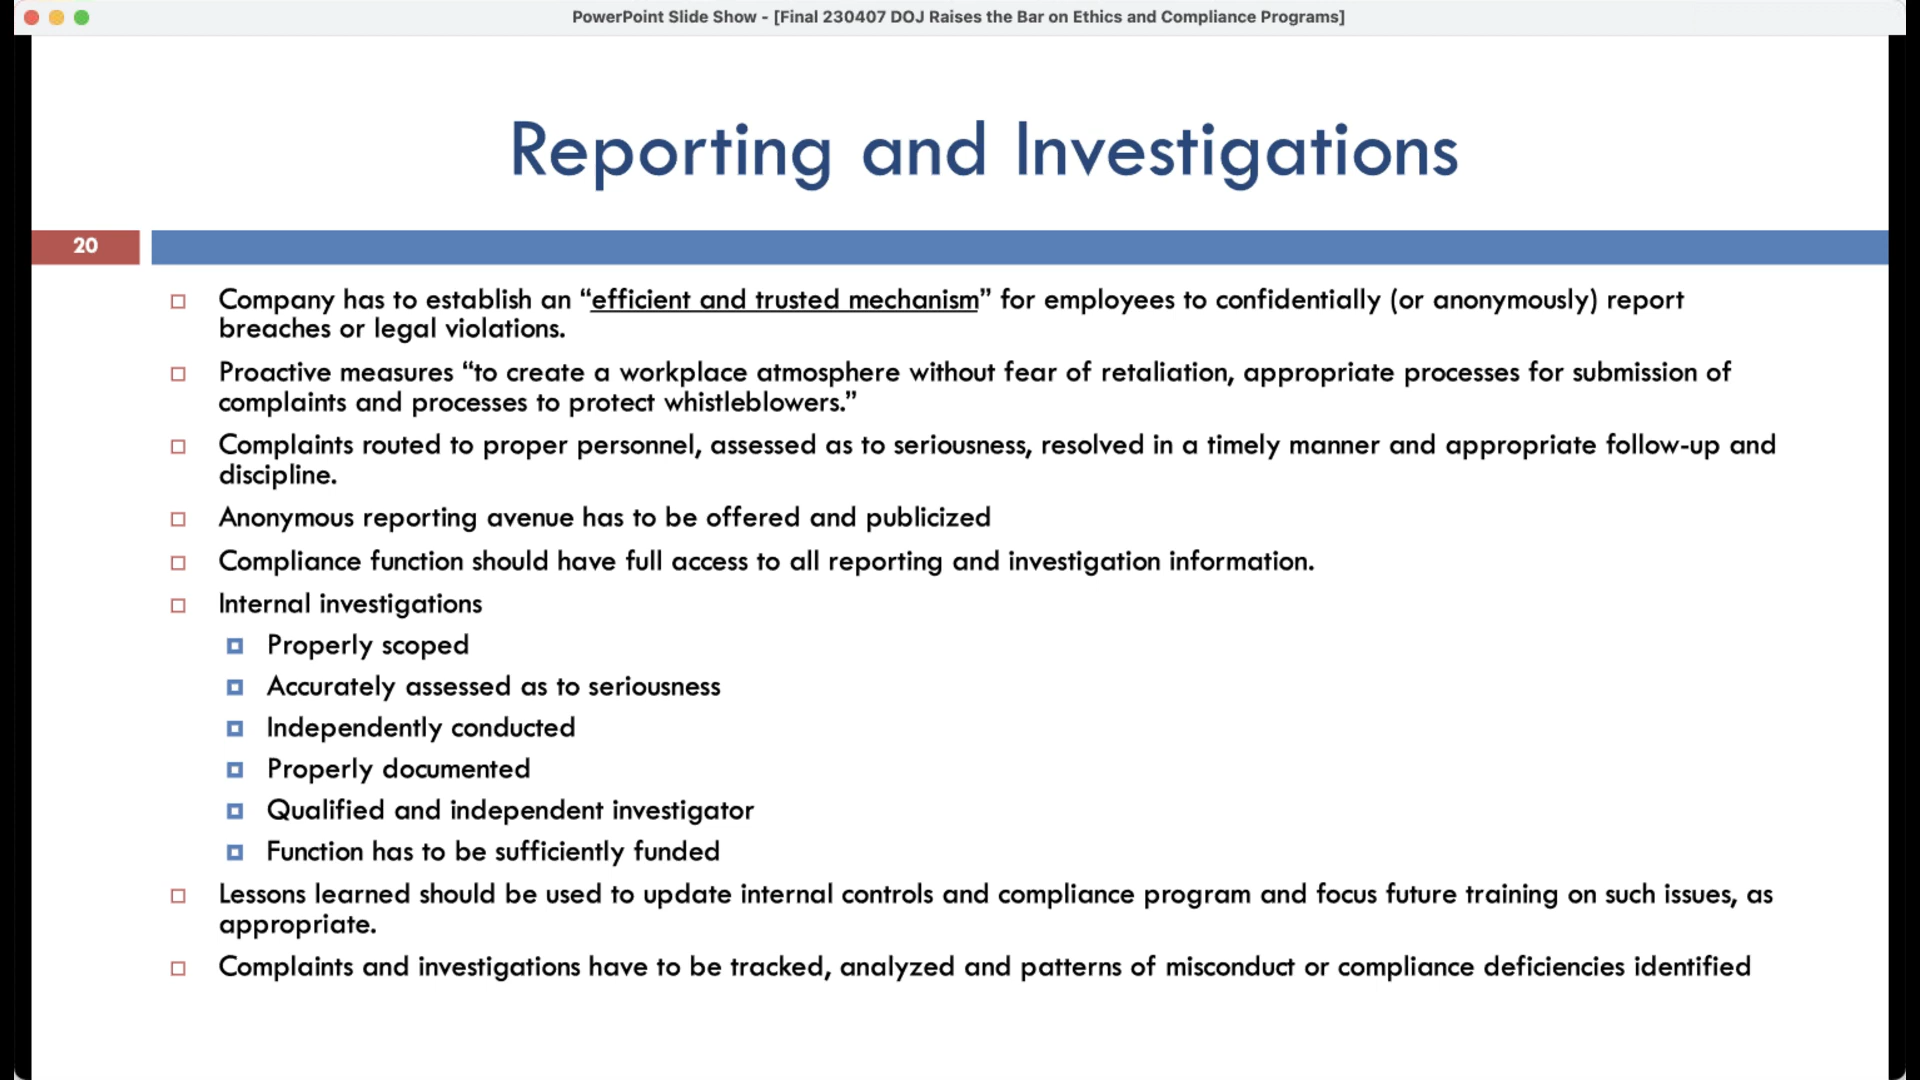 PowerPoint Slide Show - [Final 230407 DOJ Raises the Bar on Ethics and Compliance Programs]
Reporting and Investigations
20
Company has to establish an “efficient and trusted mechanism” for employees to confidentially (or anonymously) report
breaches or legal violations.
Proactive measures “to create a workplace atmosphere without fear of retaliation, appropriate processes for submission of
complaints and processes to protect whistleblowers.”
Complaints routed to proper personnel, assessed as to seriousness, resolved in a timely manner and appropriate follow-up and
discipline.
Anonymous reporting avenue has to be offered and publicized
Compliance function should have full access to all reporting and investigation information.
Internal investigations
Properly scoped
Accurately assessed as to seriousness
Independently conducted
Properly documented
Qualified and independent investigator
Function has to be sufficiently funded
Lessons learned should be used to update internal controls and compliance program and focus future training on such issues, as
appropriate.
Complaints and investigations have to be tracked, analyzed and patterns of misconduct or compliance deficiencies identified